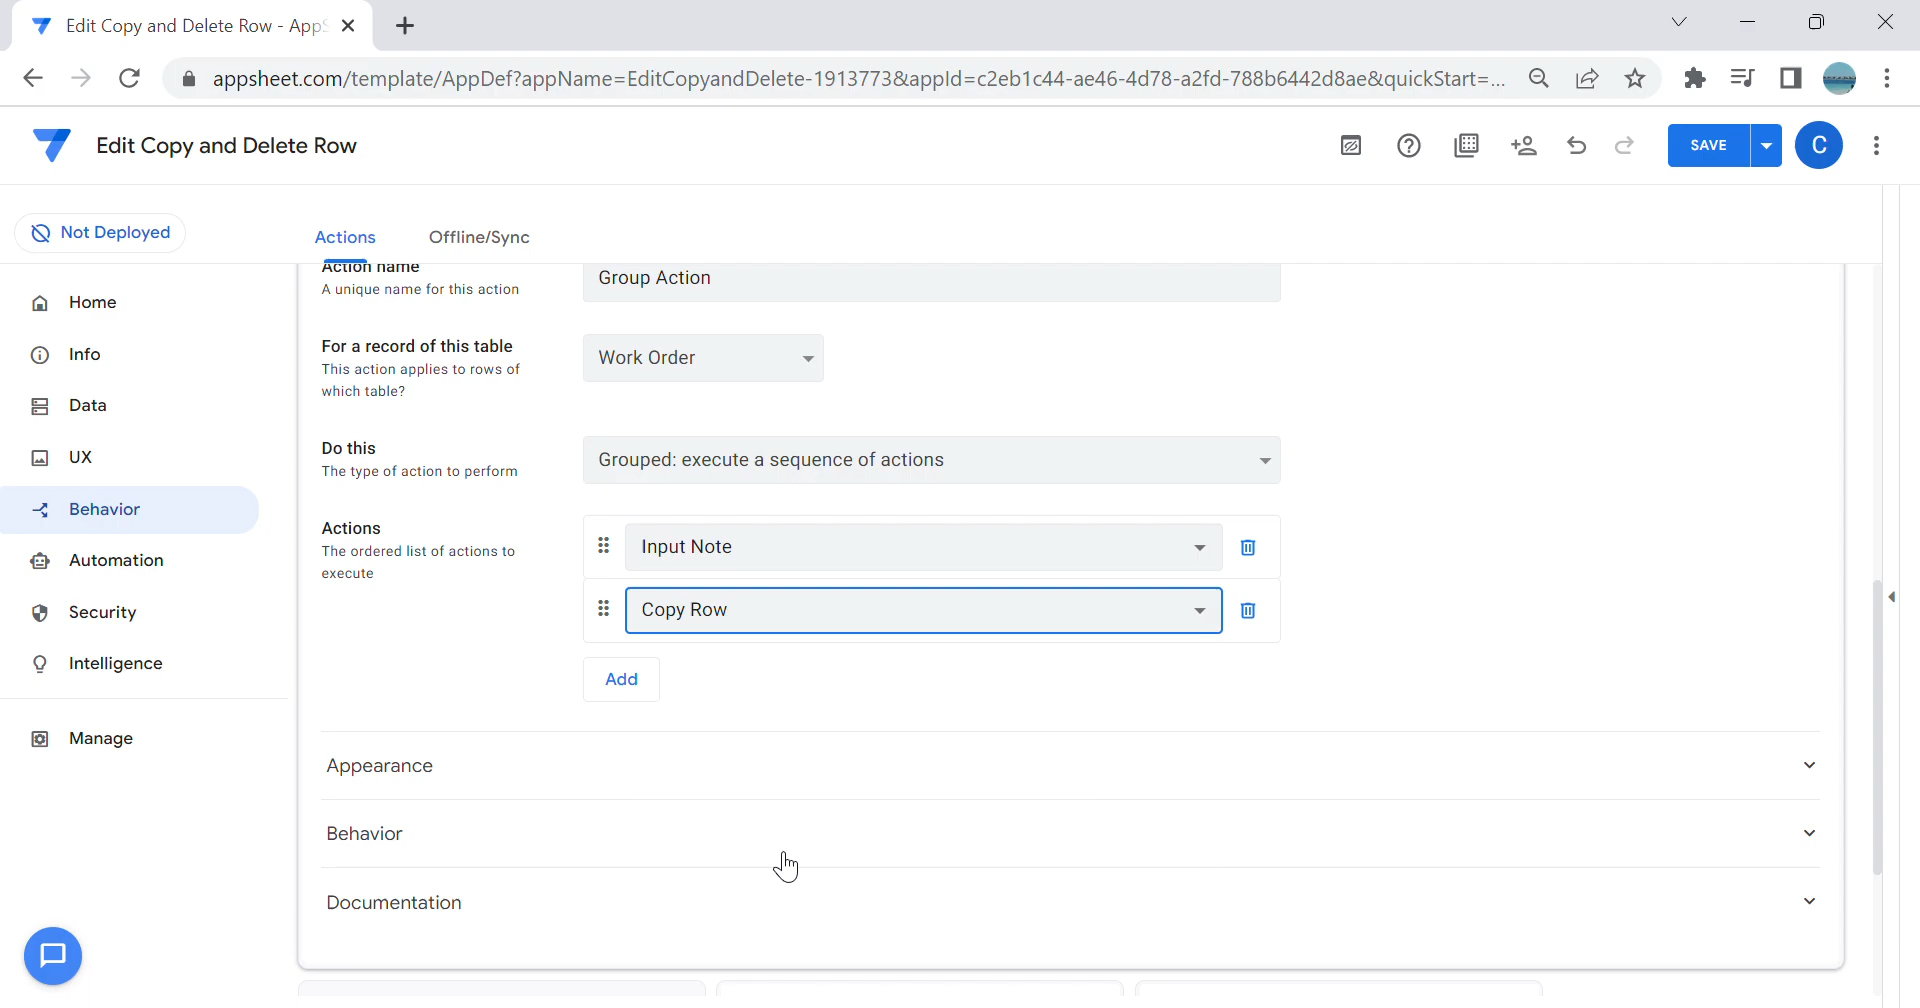 Edit Copy and Delete Row - App
appsheet.com/template/AppDef?appName=EditCopyandDelete-1913773&appId=c2eb1c44-ae46-4d78-a2fd-788b6442d8ae&quickStart=...
Edit Copy and Delete Row
SAVE
C
Not Deployed
Actions
Offline/Sync
Home
Info
Data
UX
Behavior
Automation
Security
Intelligence
Manage
Action name
A unique name for this action
Group Action
For a record of this table
This action applies to rows of
which table?
Work Order
Do this
The type of action to perform
Grouped: execute a sequence of actions
Actions
The ordered list of actions to
execute
Input Note
Copy Row
Add
Appearance
Behavior
Documentation